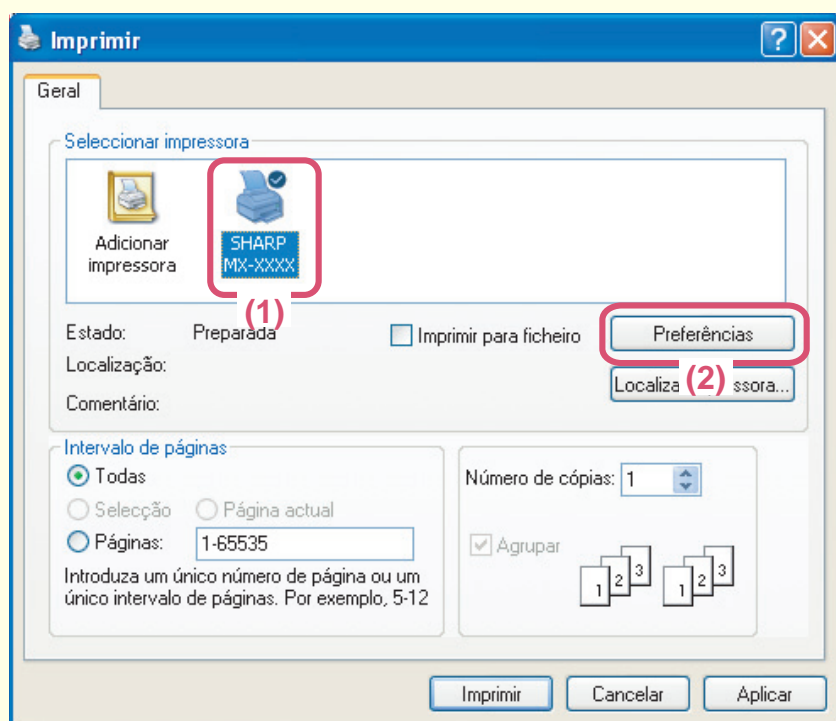 Imprimir
Geral
Seleccionar impressora
Adicionar
impressora
SHARP
MX-XXXX
(1)
Estado: Preparada
Imprimir para ficheiro
Preferências
(2)
Localização:
Localiza ssora...
Comentário:
Intervalo de páginas
Todas
Selecção Página actual
Páginas: 1-65535
Introduza um único número de página ou um
único intervalo de páginas. Por exemplo, 5-12
Número de cópias: 1
Agrupar
1 2 3 1 2 3
Imprimir Cancelar Aplicar